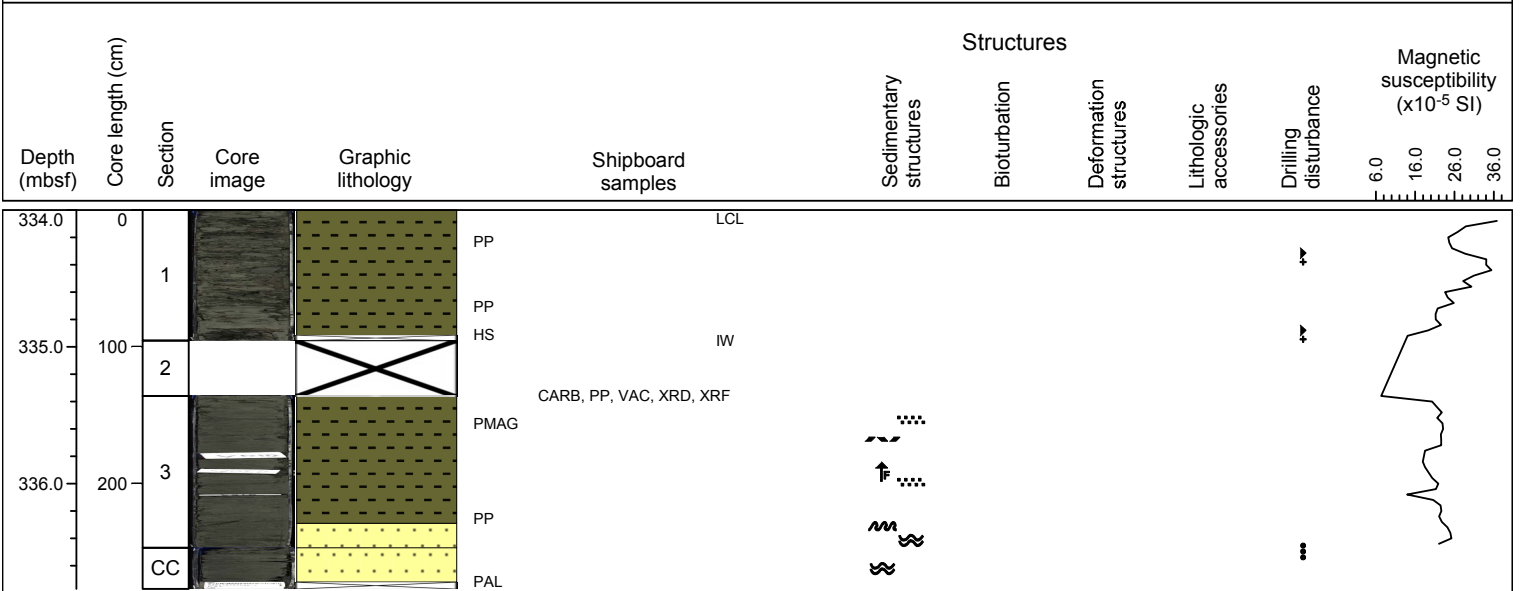 Structures
Depth
(mbsf)
Core length (cm)
Section
Core
image
Graphic
lithology
Shipboard
samples
Sedimentary
structures
Bioturbation
Deformation
structures
Lithologic
accessories
Drilling
disturbance
Magnetic
susceptibility
(x10-5 SI)
6.0
16.0
26.0
36.0
334.0
0
LCL
PP
1
PP
HS
IW
335.0
100
2
CARB, PP, VAC, XRD, XRF
PMAG
3
F
336.0
200
PP
CC
PAL